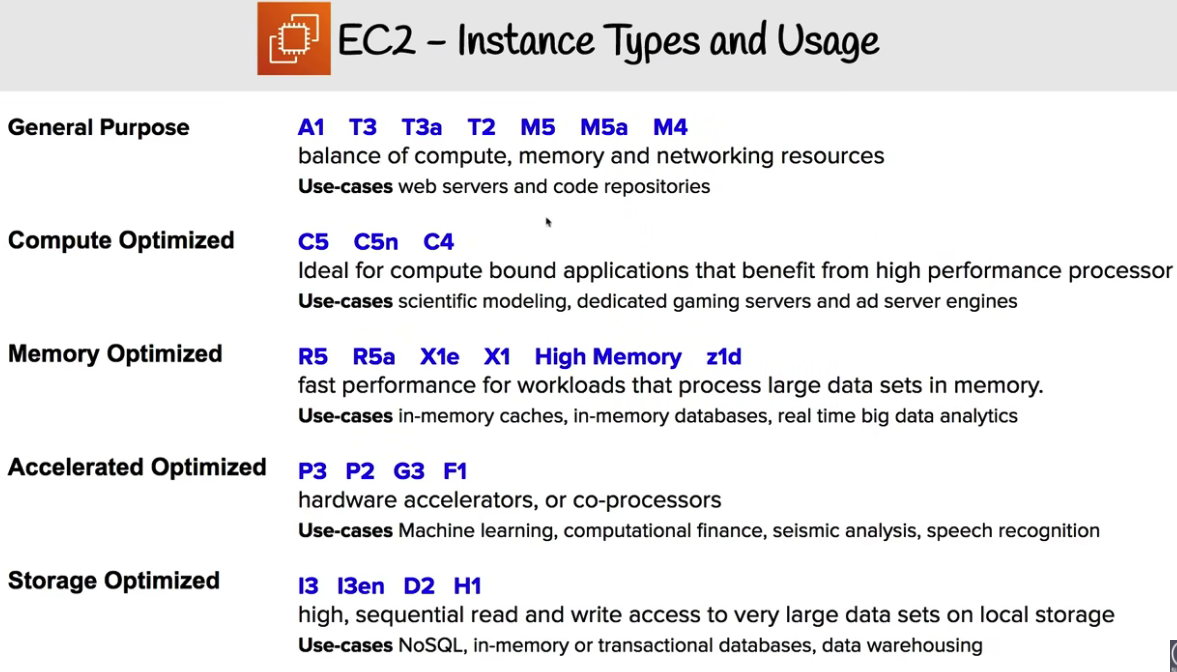 EC2 – Instance Types and Usage
General Purpose
A1 T3 T3a T2 M5 M5a M4
balance of compute, memory and networking resources
Use-cases web servers and code repositories
Compute Optimized
C5 C5n C4
Ideal for compute bound applications that benefit from high performance processor
Use-cases scientific modeling, dedicated gaming servers and ad server engines
Memory Optimized
R5 R5a X1e X1 High Memory z1d
fast performance for workloads that process large data sets in memory.
Use-cases in-memory caches, in-memory databases, real time big data analytics
Accelerated Optimized
P3 P2 G3 F1
hardware accelerators, or co-processors
Use-cases Machine learning, computational finance, seismic analysis, speech recognition
Storage Optimized
I3 I3en D2 H1
high, sequential read and write access to very large data sets on local storage
Use-cases NoSQL, in-memory or transactional databases, data warehousing